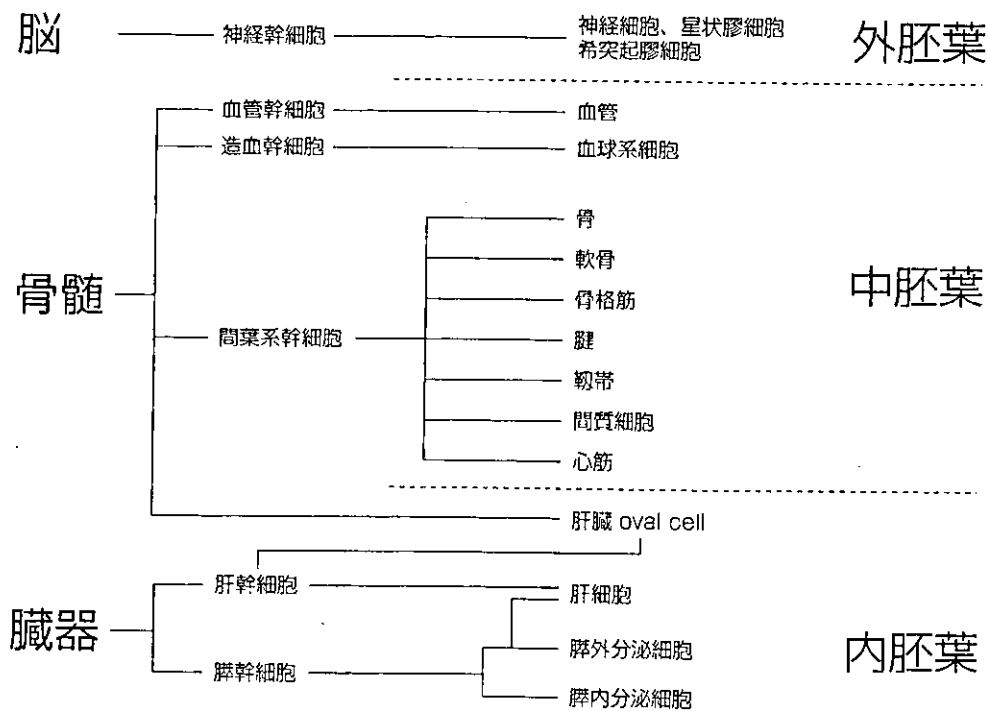 脳
神経幹細胞
神経細胞、星状膠細胞
希突起膠細胞
外胚葉
血管幹細胞
血管
造血幹細胞
血球系細胞
骨髄
間葉系幹細胞
骨
軟骨
骨格筋
腱
靱帯
間質細胞
心筋
中胚葉
肝臓 oval cell
臓器
肝幹細胞
肝細胞
膵外分泌細胞
膵幹細胞
膵内分泌細胞
内胚葉